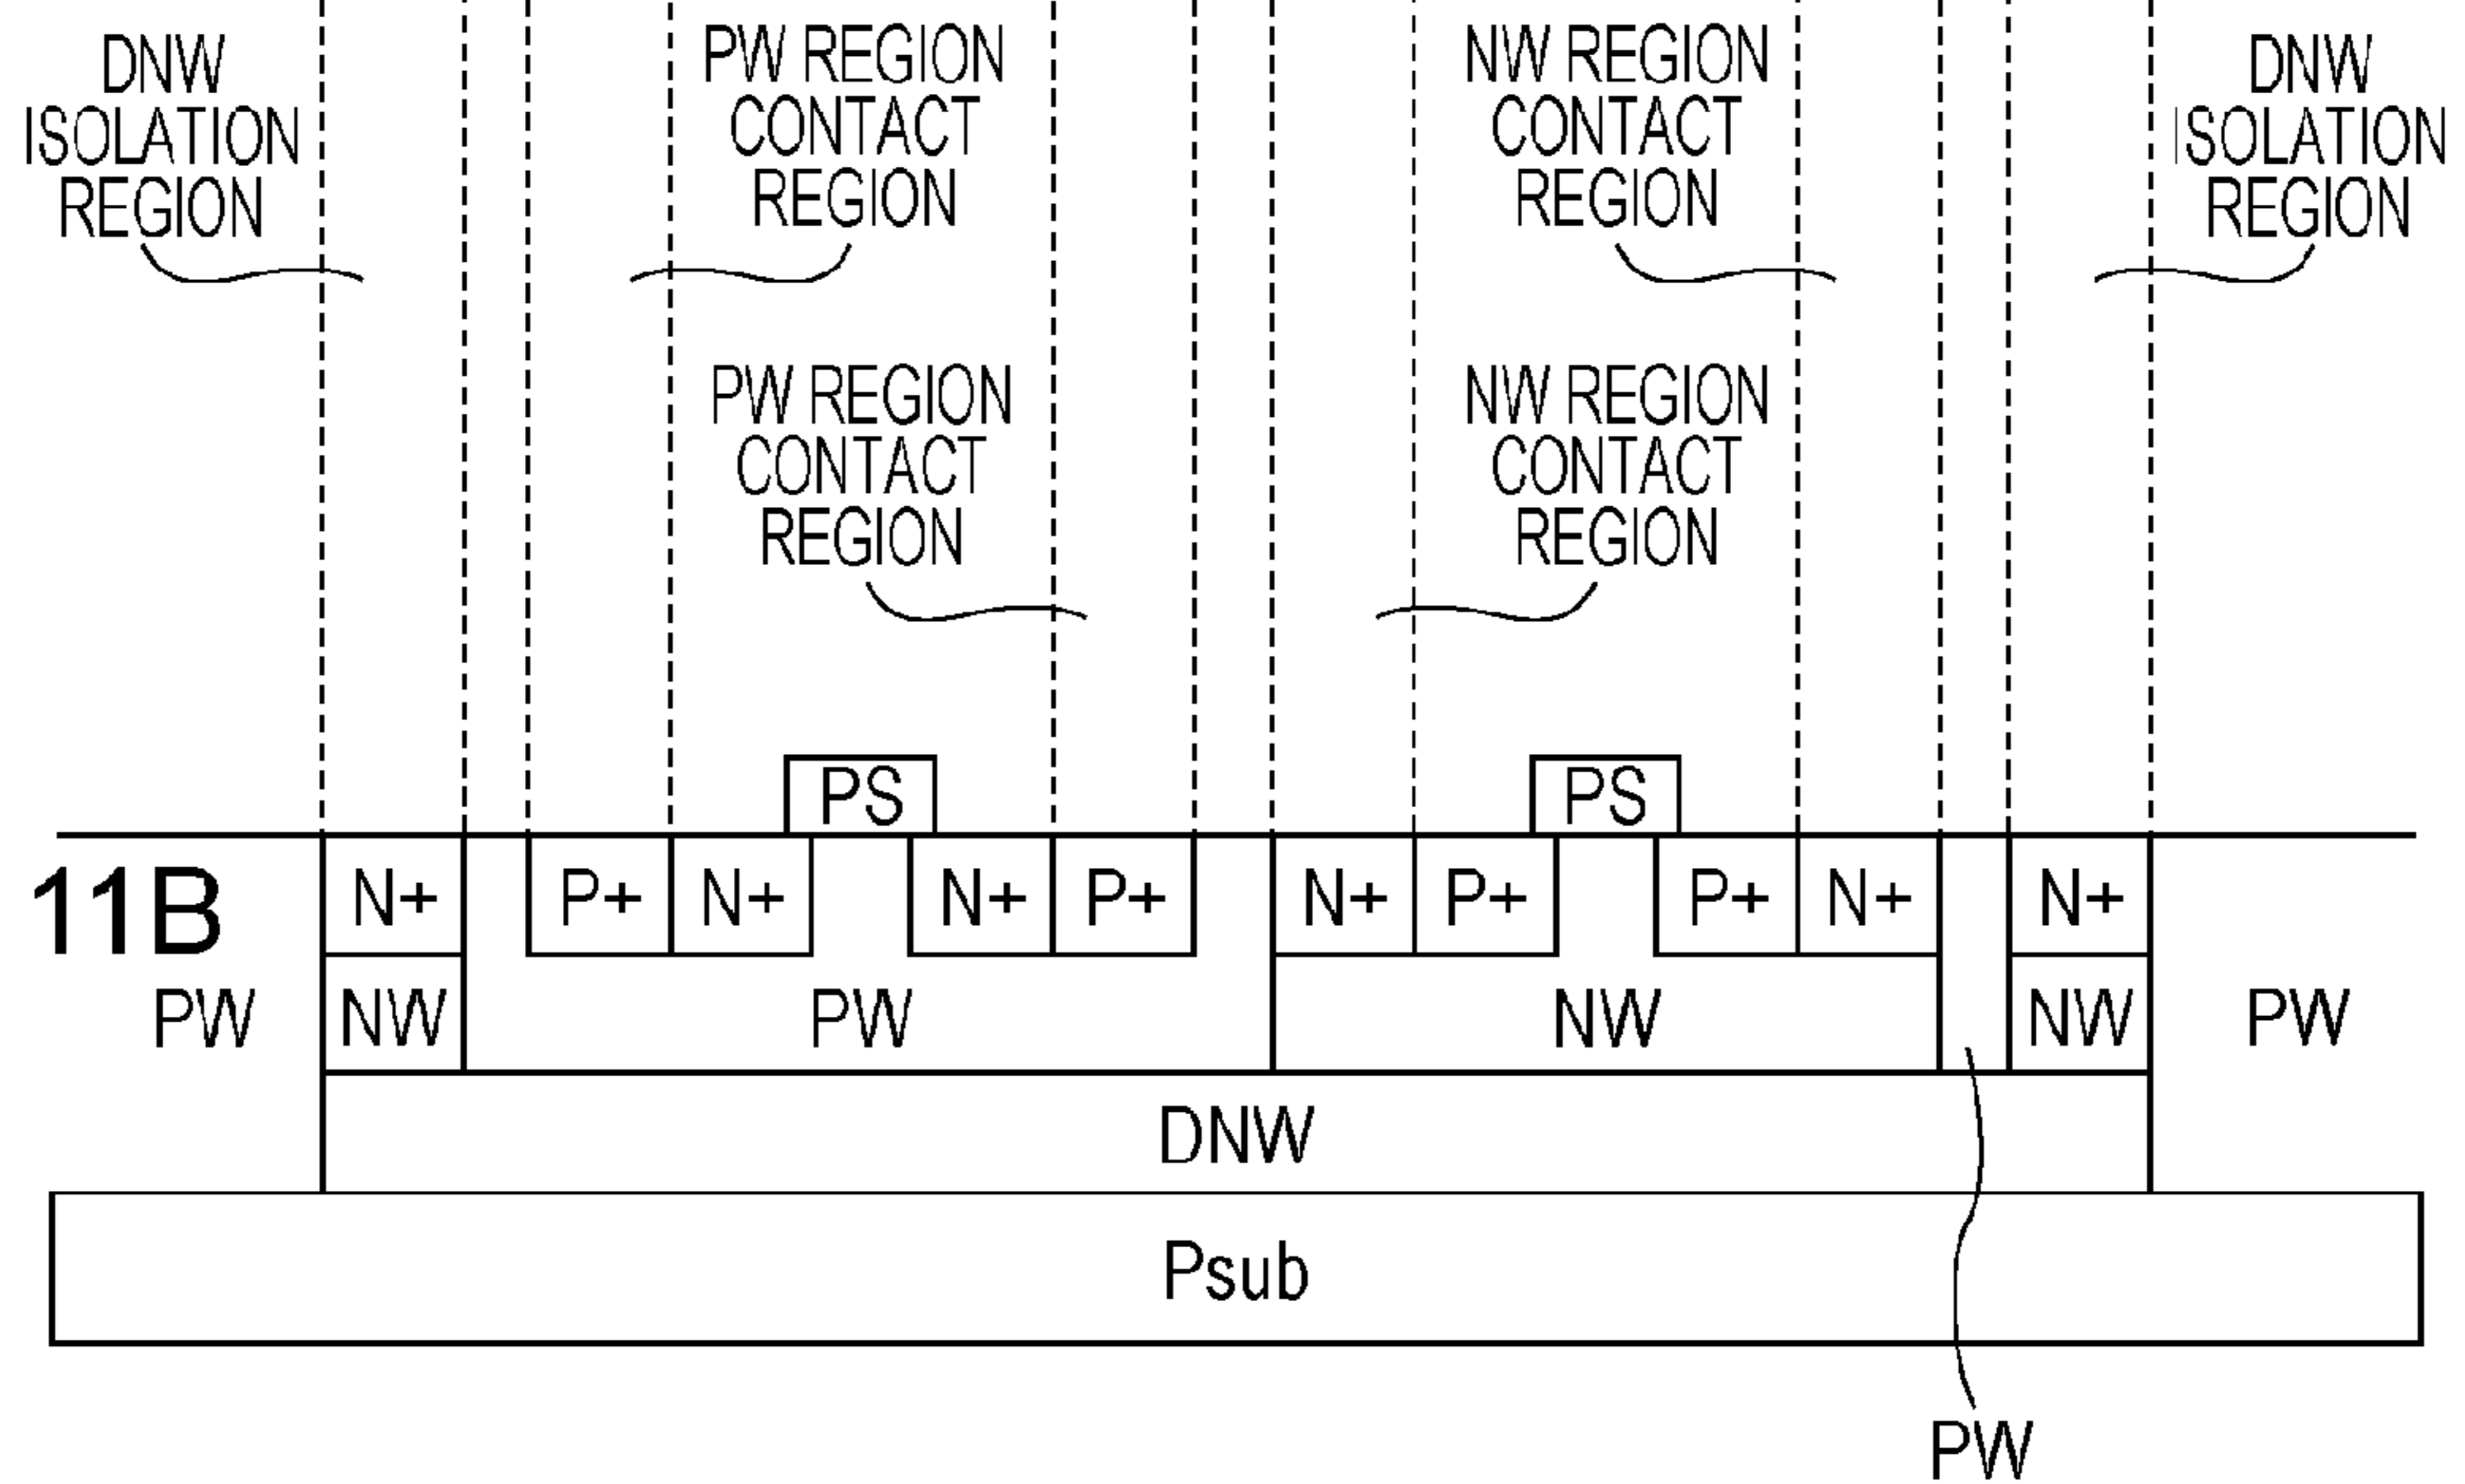 DNW
ISOLATION
REGION
PW REGION
CONTACT
REGION
NW REGION
CONTACT
REGION
DNW
ISOLATION
REGION
PW REGION
CONTACT
REGION
NW REGION
CONTACT
REGION
PS
PS
11B
N+
P+
N+
N+
P+
N+
P+
P+
N+
N+
PW
NW
PW
NW
NW
PW
DNW
Psub
PW